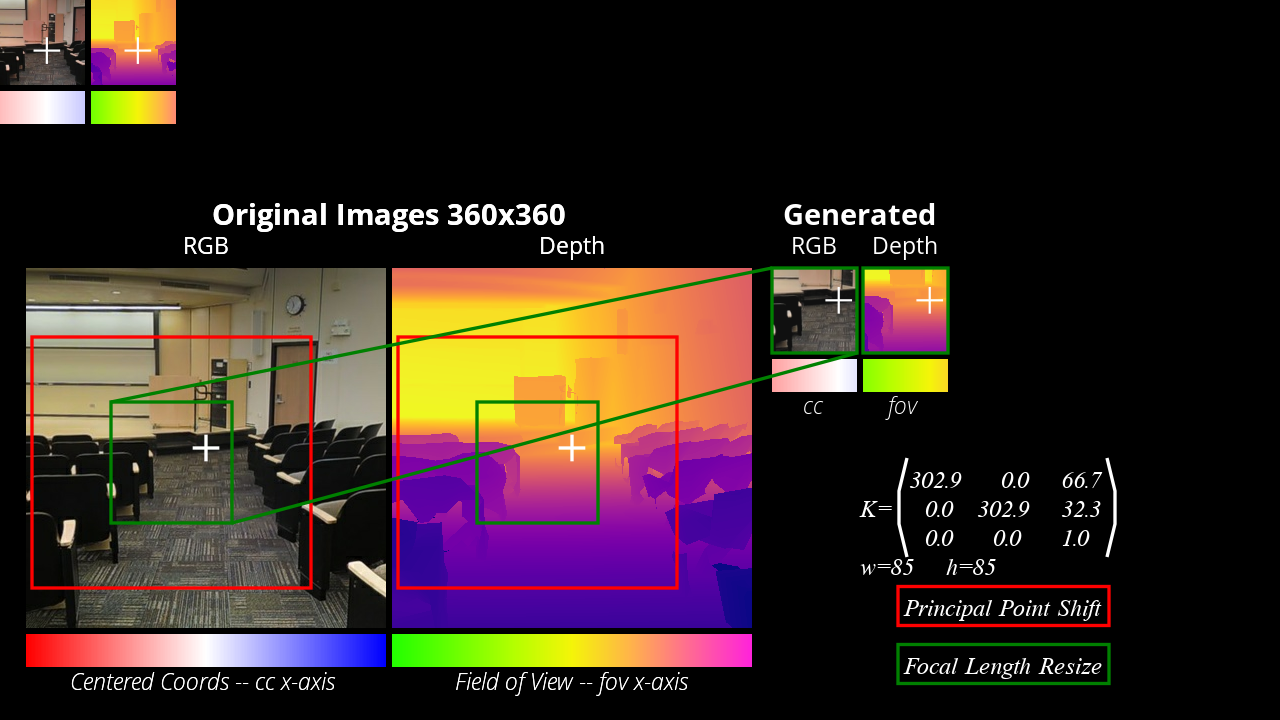 Original Images 360x360
Generated
RGB
Depth
RGB
Depth
cc
fov
K= 302.9 0.0 66.7
0.0 302.9 32.3
0.0 0.0 1.0
w=85 h=85
Principal Point Shift
Focal Length Resize
Centered Coords -- cc x-axis
Field of View -- fov x-axis